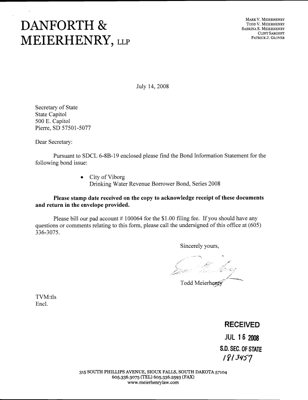 DANFORTH &
MEIERHENRY, LLP
MARK V. MEIERHENRY
TODD V. MEIERHENRY
SABRINA S. MEIERHENRY
CLINT SARGENT
PATRICK J. GLOVER
July 14, 2008
Secretary of State
State Capitol
500 E. Capitol
Pierre, SD 57501-5077
Dear Secretary:
Pursuant to SDCL 6-8B-19 enclosed please find the Bond Information Statement for the
following bond issue:
• City of Viborg
Drinking Water Revenue Borrower Bond, Series 2008
Please stamp date received on the copy to acknowledge receipt of these documents
and return in the envelope provided.
Please bill our pad account # 100064 for the $1.00 filing fee. If you should have any
questions or comments relating to this form, please call the undersigned of this office at (605)
336-3075.
Sincerely yours,
Todd Meierhenry
TVM:tls
Encl.
RECEIVED
JUL 16 2008
S.D. SEC. OF STATE
1813457
315 SOUTH PHILLIPS AVENUE, SIOUX FALLS, SOUTH DAKOTA 57104
605.336.3075 (TEL) 605.336.2593 (FAX)
www.meierhenrylaw.com